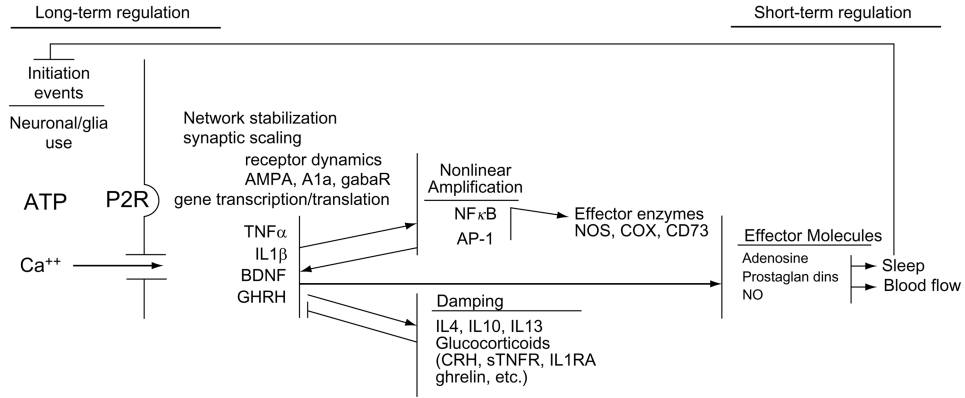 Long-term regulation
Short-term regulation
Initiation
events
Neuronal/glia
use
ATP
P2R
Ca++
Network stabilization
synaptic scaling
receptor dynamics
AMPA, A1a, gabaR
gene transcription/translation
TNFα
IL1β
BDNF
GHRH
Nonlinear
Amplification
NFκB
AP-1
Effector enzymes
NOS, COX, CD73
Damping
IL4, IL10, IL13
Glucocorticoids
(CRH, sTNFR, IL1RA
ghrelin, etc.)
Effector Molecules
Adenosine
Prostaglan dins
NO
Sleep
Blood flow